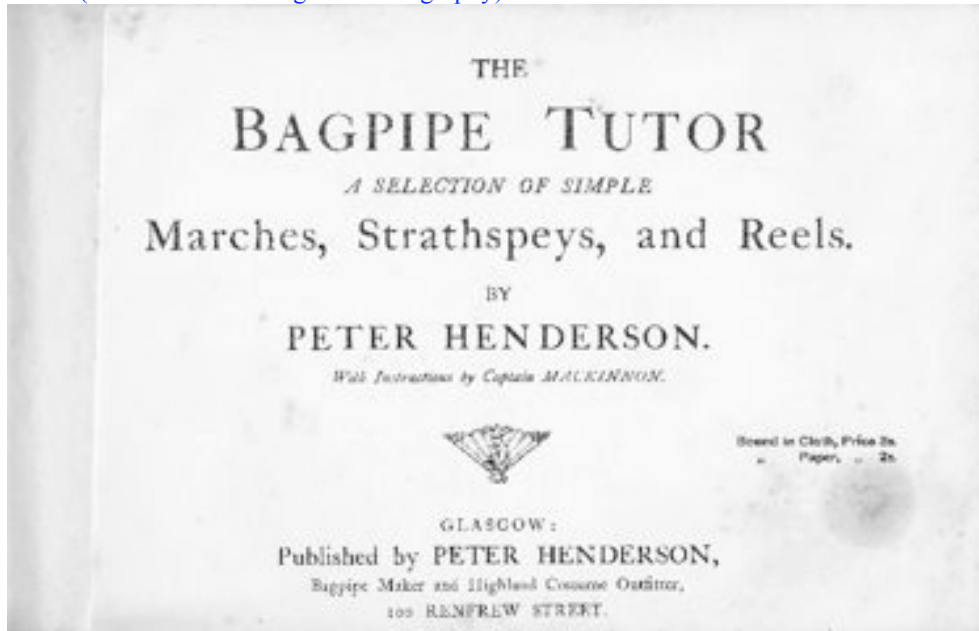 THE
BAGPIPE TUTOR
A SELECTION OF SIMPLE
Marches, Strathspeys, and Reels.
BY
PETER HENDERSON.
With Instructions by Captain MACKINNON.
Bound in Cloth, Price 3s.
„ Paper, „ 2s.
GLASGOW:
Published by PETER HENDERSON,
Bagpipe Maker and Highland Costume Outfitter,
100 RENFREW STREET.